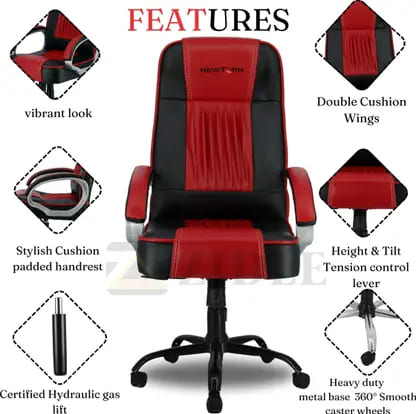 FEATURES
NEWTURN
vibrant look
Double Cushion
Wings
Stylish Cushion
padded handrest
Height & Tilt
Tension control
lever
ZIDLE
Certified Hydraulic gas
lift
Heavy duty
metal base 360° Smooth
caster wheels